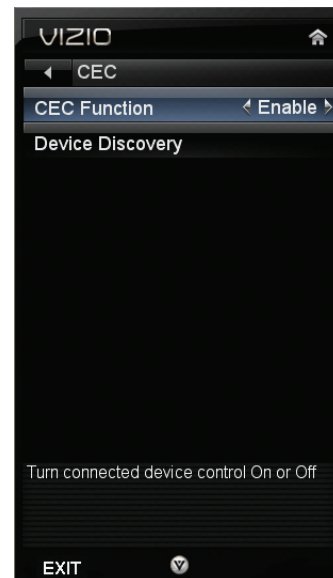 VIZIO
CEC
CEC Function Enable
Device Discovery
Turn connected device control On or Off
EXIT
V